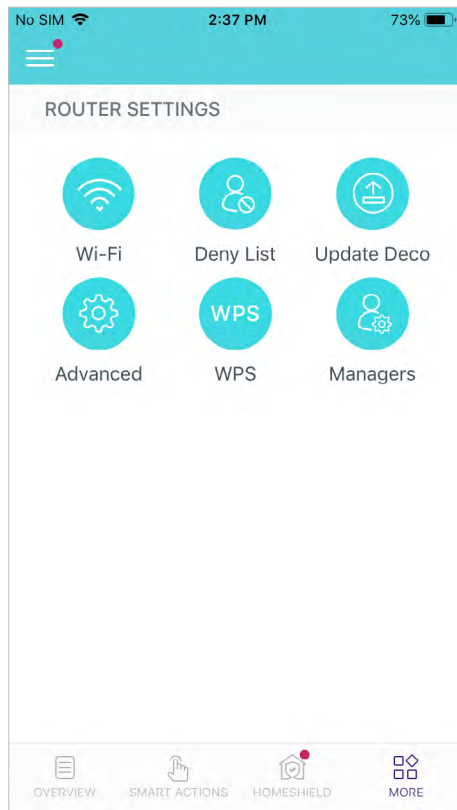 No SIM 2:37 PM 73%
ROUTER SETTINGS
Wi-Fi Deny List Update Deco
WPS
Advanced WPS Managers
OVERVIEW SMART ACTIONS HOMESHIELD MORE